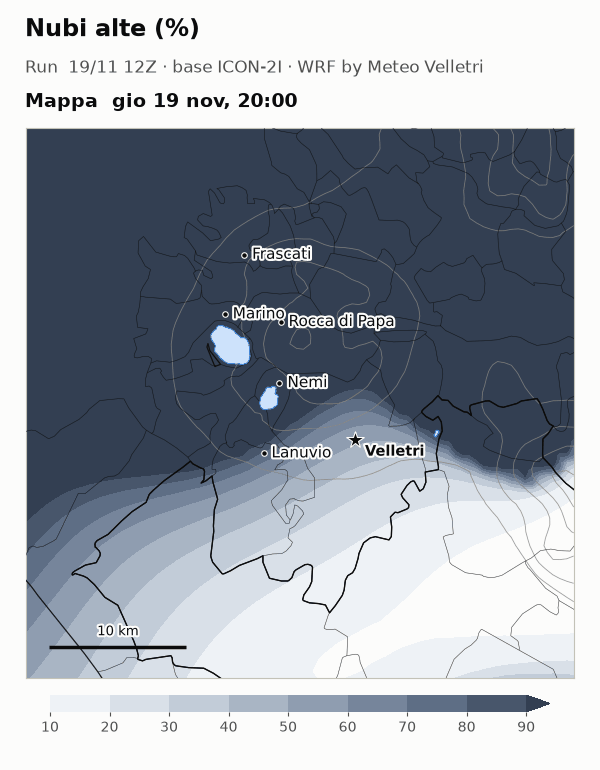 Nubi alte (%)
Run  19/11 12Z · base ICON-2I · WRF by Meteo Velletri
Mappa  gio 19 nov, 20:00
Frascati
Marino
Rocca di Papa
Nemi
Velletri
Lanuvio
10 km
10 20 30 40 50 60 70 80 90